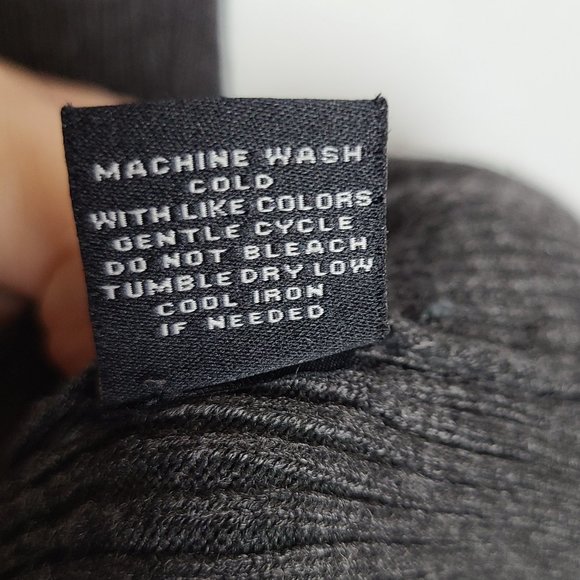 MACHINE WASH
COLD
WITH LIKE COLORS
GENTLE CYCLE
DO NOT BLEACH
TUMBLE DRY LOW
COOL IRON
IF NEEDED